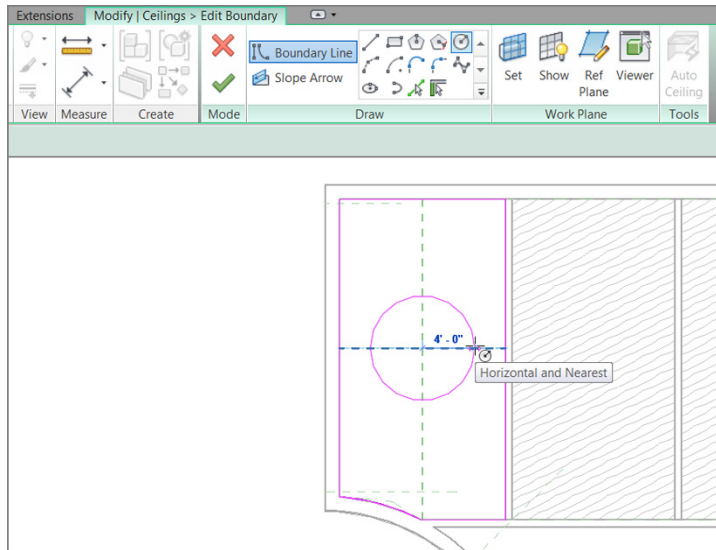 Extensions Modify | Ceilings > Edit Boundary
Boundary Line
Slope Arrow
Set Show Ref Plane Viewer Auto Ceiling
View Measure Create Mode Draw Work Plane Tools
4' - 0"
Horizontal and Nearest